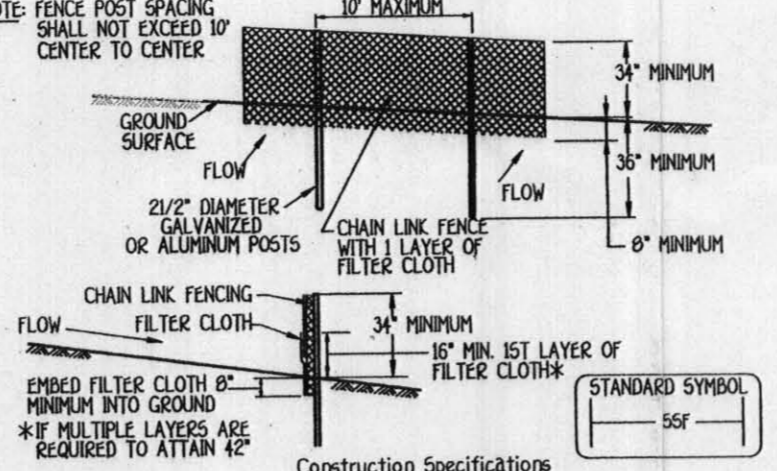 OTE: FENCE POST SPACING
SHALL NOT EXCEED 10'
CENTER TO CENTER
10' MAXIMUM
34" MINIMUM
GROUND
SURFACE
36" MINIMUM
FLOW
FLOW
21/2" DIAMETER
GALVANIZED
OR ALUMINUM POSTS
CHAIN LINK FENCE
WITH 1 LAYER OF
FILTER CLOTH
8" MINIMUM
CHAIN LINK FENCING
FLOW
FILTER CLOTH
34" MINIMUM
16" MIN. 1ST LAYER OF
FILTER CLOTH*
EMBED FILTER CLOTH 8"
MINIMUM INTO GROUND
*IF MULTIPLE LAYERS ARE
REQUIRED TO ATTAIN 42"
STANDARD SYMBOL
SSF
Construction Specifications